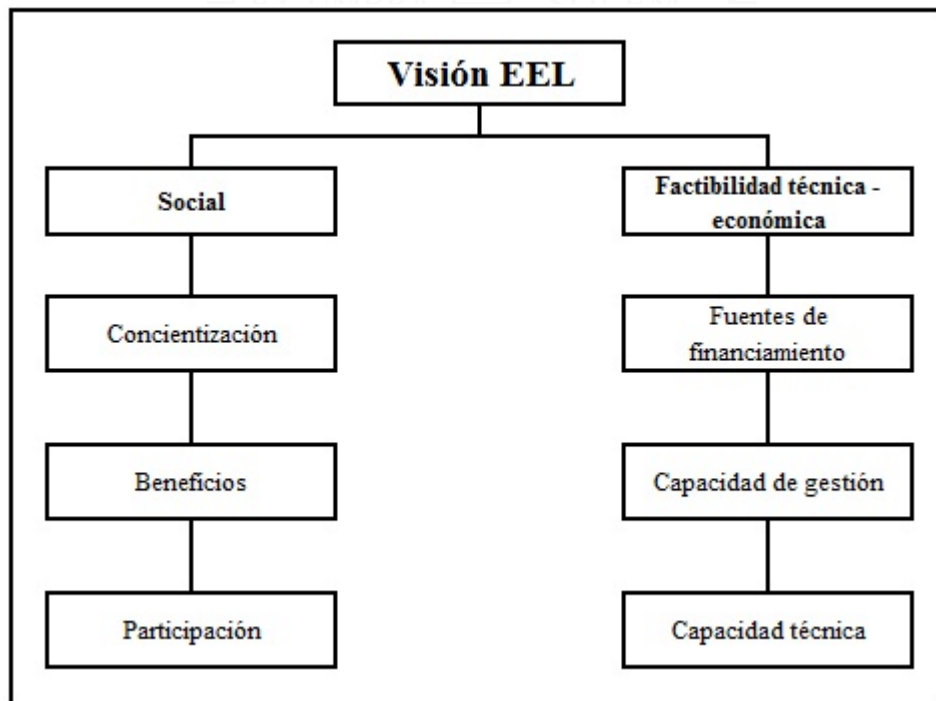 Visión EEL
Social
Factibilidad técnica -
económica
Concientización
Fuentes de
financiamiento
Beneficios
Capacidad de gestión
Participación
Capacidad técnica